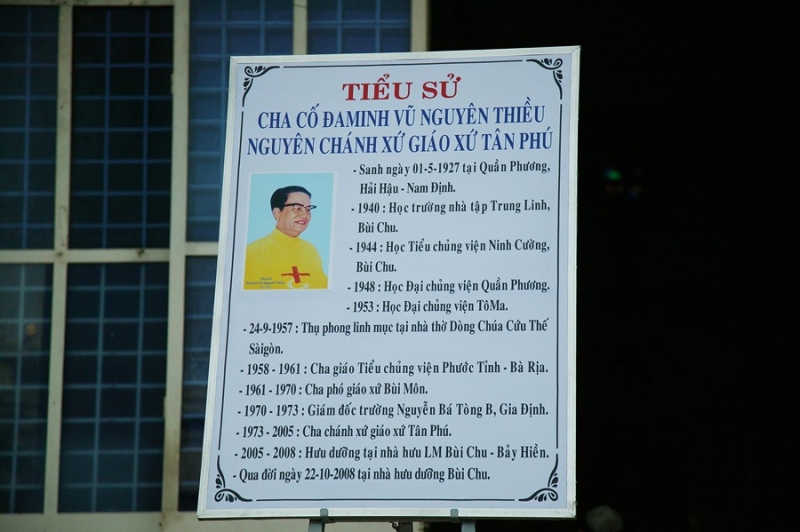 TIỂU SỬ
CHA CỐ ĐAMINH VŨ NGUYÊN THIỀU
NGUYÊN CHÁNH XỨ GIÁO XỨ TÂN PHÚ
- Sanh ngày 01-5-1927 tại Quần Phương,
Hải Hậu - Nam Định.
- 1940 : Học trường nhà tập Trung Linh,
Bùi Chu.
- 1944 : Học Tiểu chủng viện Ninh Cường,
Bùi Chu.
- 1948 : Học Đại chủng viện Quần Phương.
- 1953 : Học Đại chủng viện TôMa.
- 24-9-1957 : Thụ phong linh mục tại nhà thờ Dòng Chúa Cứu Thế
Sàigòn.
- 1958 - 1961 : Cha giáo Tiểu chủng viện Phước Tỉnh - Bà Rịa.
- 1961 - 1970 : Cha phó giáo xứ Bùi Môn.
- 1970 - 1973 : Giám đốc trường Nguyễn Bá Tòng B, Gia Định.
- 1973 - 2005 : Cha chánh xứ giáo xứ Tân Phú.
- 2005 - 2008 : Hưu dưỡng tại nhà hưu LM Bùi Chu - Bảy Hiền.
- Qua đời ngày 22-10-2008 tại nhà hưu dưỡng Bùi Chu.